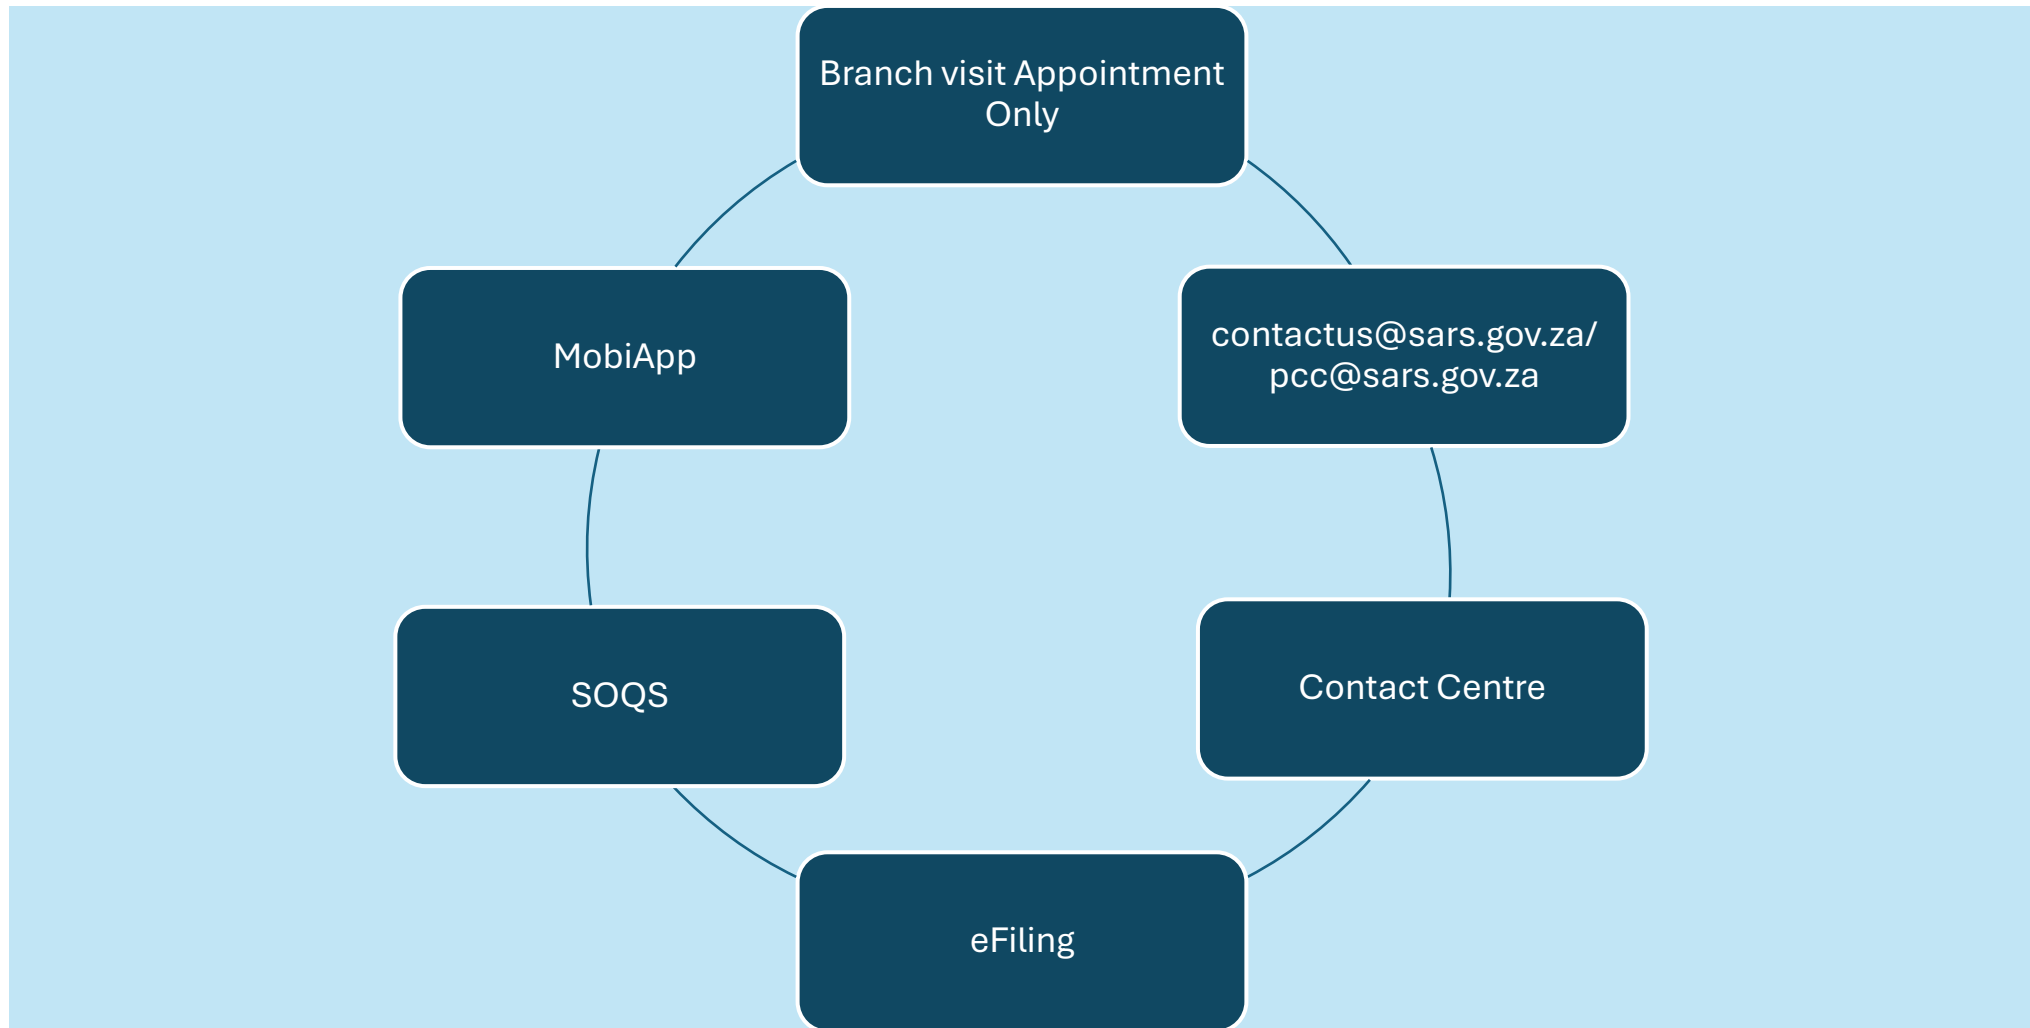 Branch visit Appointment
Only
MobiApp
contactus@sars.gov.za/
pcc@sars.gov.za
SOQS
Contact Centre
eFiling